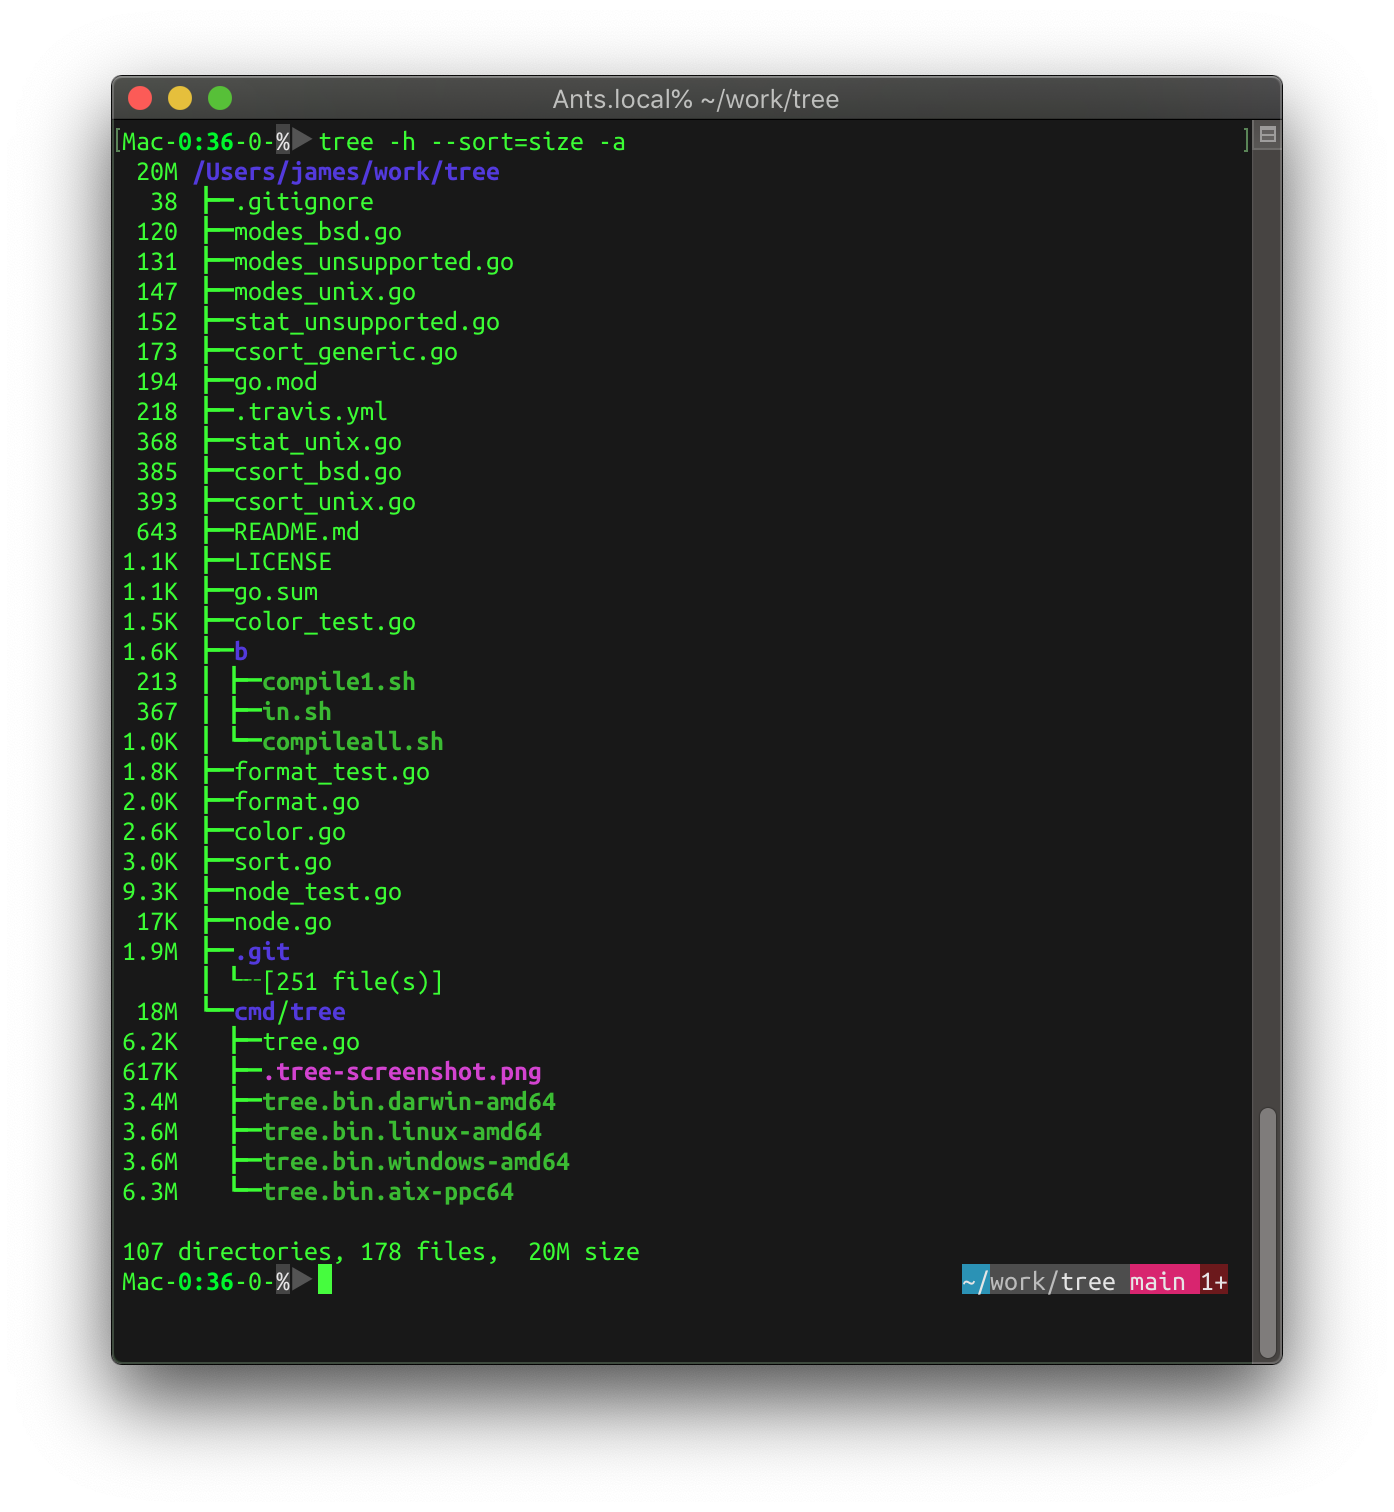 Ants.local% ~/work/tree
[Mac-0:36-0-% tree -h --sort=size -a ]
 20M /Users/james/work/tree
  38 ├──.gitignore
 120 ├──modes_bsd.go
 131 ├──modes_unsupported.go
 147 ├──modes_unix.go
 152 ├──stat_unsupported.go
 173 ├──csort_generic.go
 194 ├──go.mod
 218 ├──.travis.yml
 368 ├──stat_unix.go
 385 ├──csort_bsd.go
 393 ├──csort_unix.go
 643 ├──README.md
1.1K ├──LICENSE
1.1K ├──go.sum
1.5K ├──color_test.go
1.6K ├──b
 213 │ ├──compile1.sh
 367 │ ├──in.sh
1.0K │ └──compileall.sh
1.8K ├──format_test.go
2.0K ├──format.go
2.6K ├──color.go
3.0K ├──sort.go
9.3K ├──node_test.go
 17K ├──node.go
1.9M ├──.git
     │ └──[251 file(s)]
 18M └──cmd/tree
6.2K   ├──tree.go
617K   ├──.tree-screenshot.png
3.4M   ├──tree.bin.darwin-amd64
3.6M   ├──tree.bin.linux-amd64
3.6M   ├──tree.bin.windows-amd64
6.3M   └──tree.bin.aix-ppc64
107 directories, 178 files,  20M size
Mac-0:36-0-% ~/work/tree main 1+